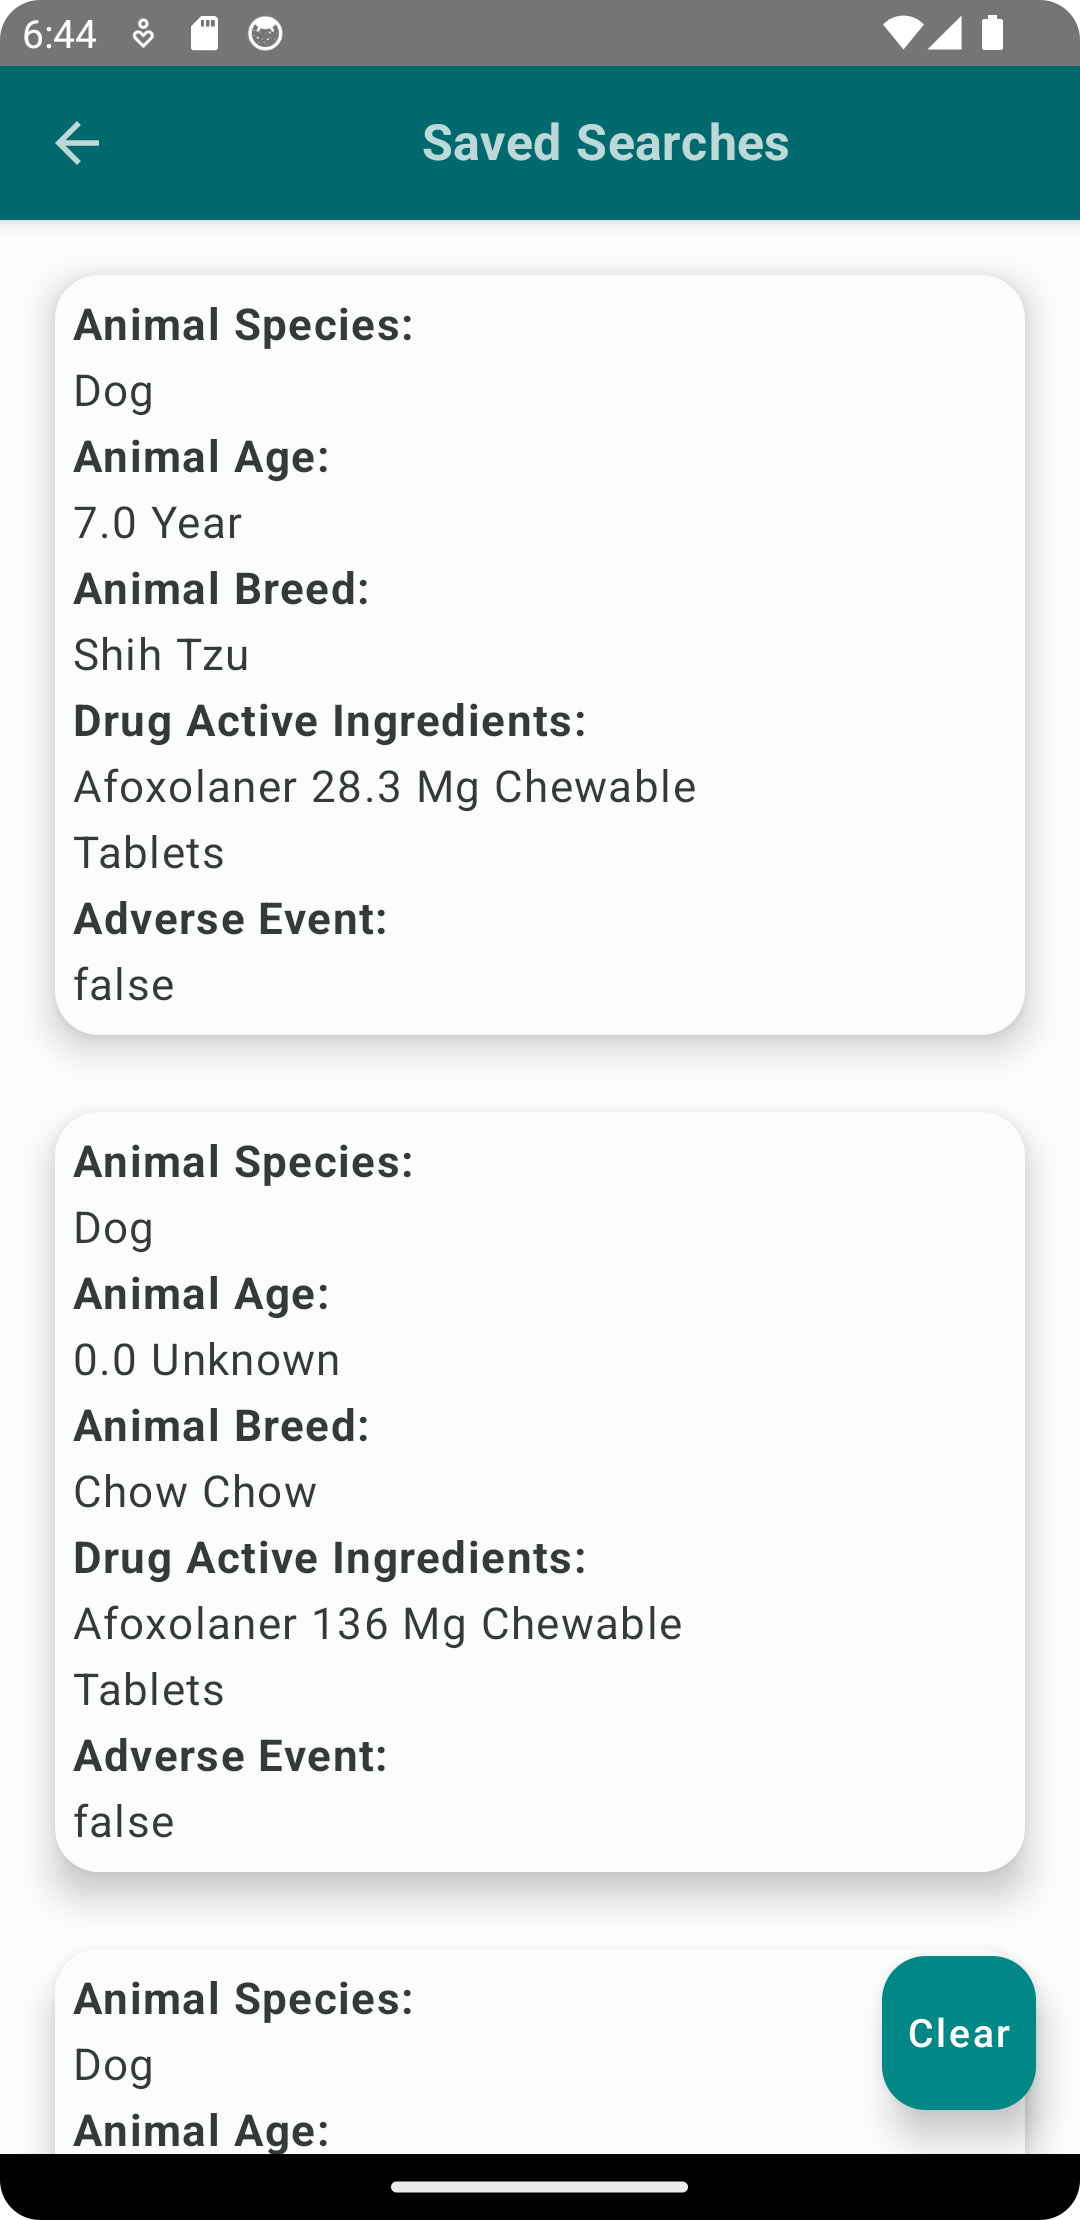 6:44
Saved Searches
Animal Species:
Dog
Animal Age:
7.0 Year
Animal Breed:
Shih Tzu
Drug Active Ingredients:
Afoxolaner 28.3 Mg Chewable
Tablets
Adverse Event:
false
Animal Species:
Dog
Animal Age:
0.0 Unknown
Animal Breed:
Chow Chow
Drug Active Ingredients:
Afoxolaner 136 Mg Chewable
Tablets
Adverse Event:
false
Animal Species:
Dog
Animal Age:
Clear